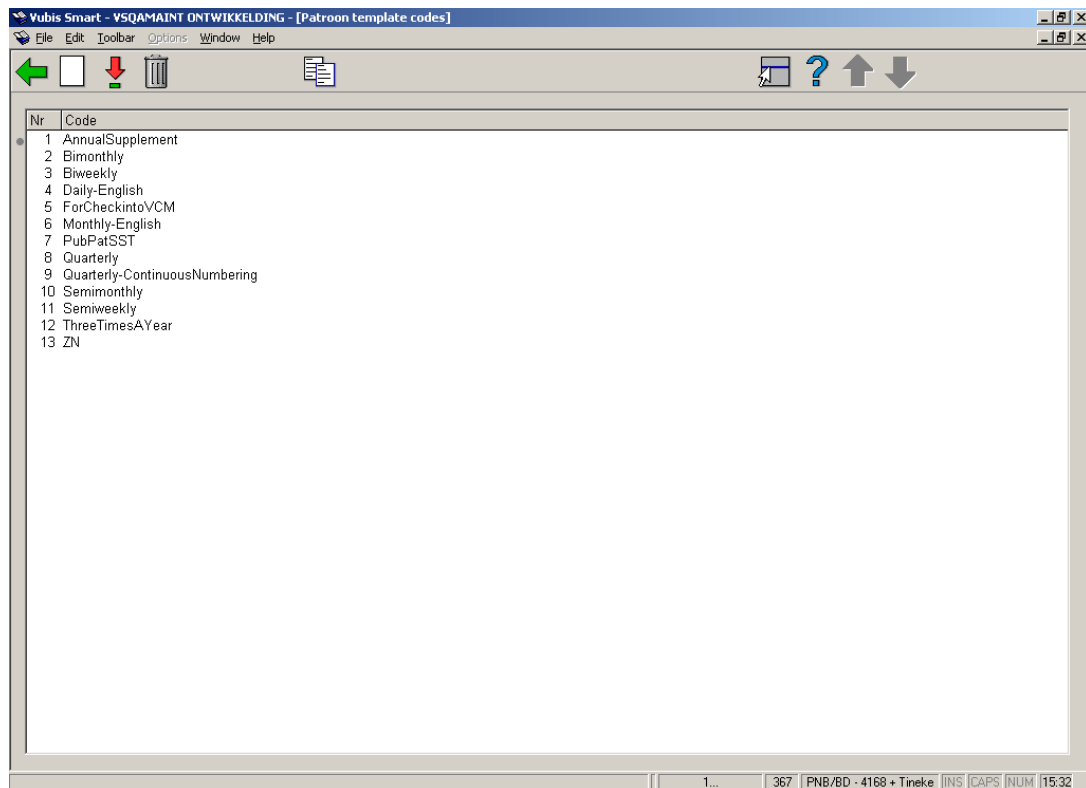 Vubis Smart - VSQAMAINT ONTWIKKELDING - [Patroon template codes]
File Edit Toolbar Options Window Help
Nr Code
1 AnnualSupplement
2 Bimonthly
3 Biweekly
4 Daily-English
5 ForCheckintoVCM
6 Monthly-English
7 PubPatSST
8 Quarterly
9 Quarterly-ContinuousNumbering
10 Semimonthly
11 Semiweekly
12 ThreeTimesAYear
13 ZN
1... 367 PNB/BD - 4168 + Tineke INS CAPS NUM 15:32